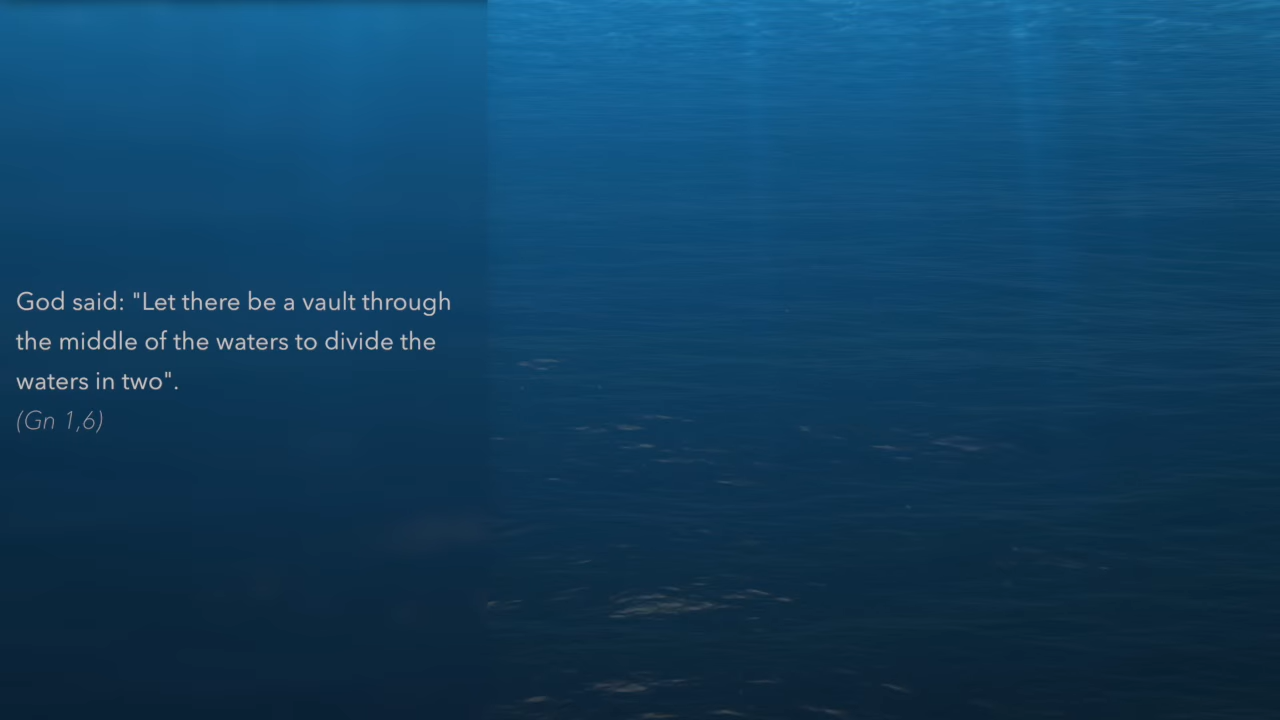 God said: "Let there be a vault through
the middle of the waters to divide the
waters in two".
(Gn 1,6)